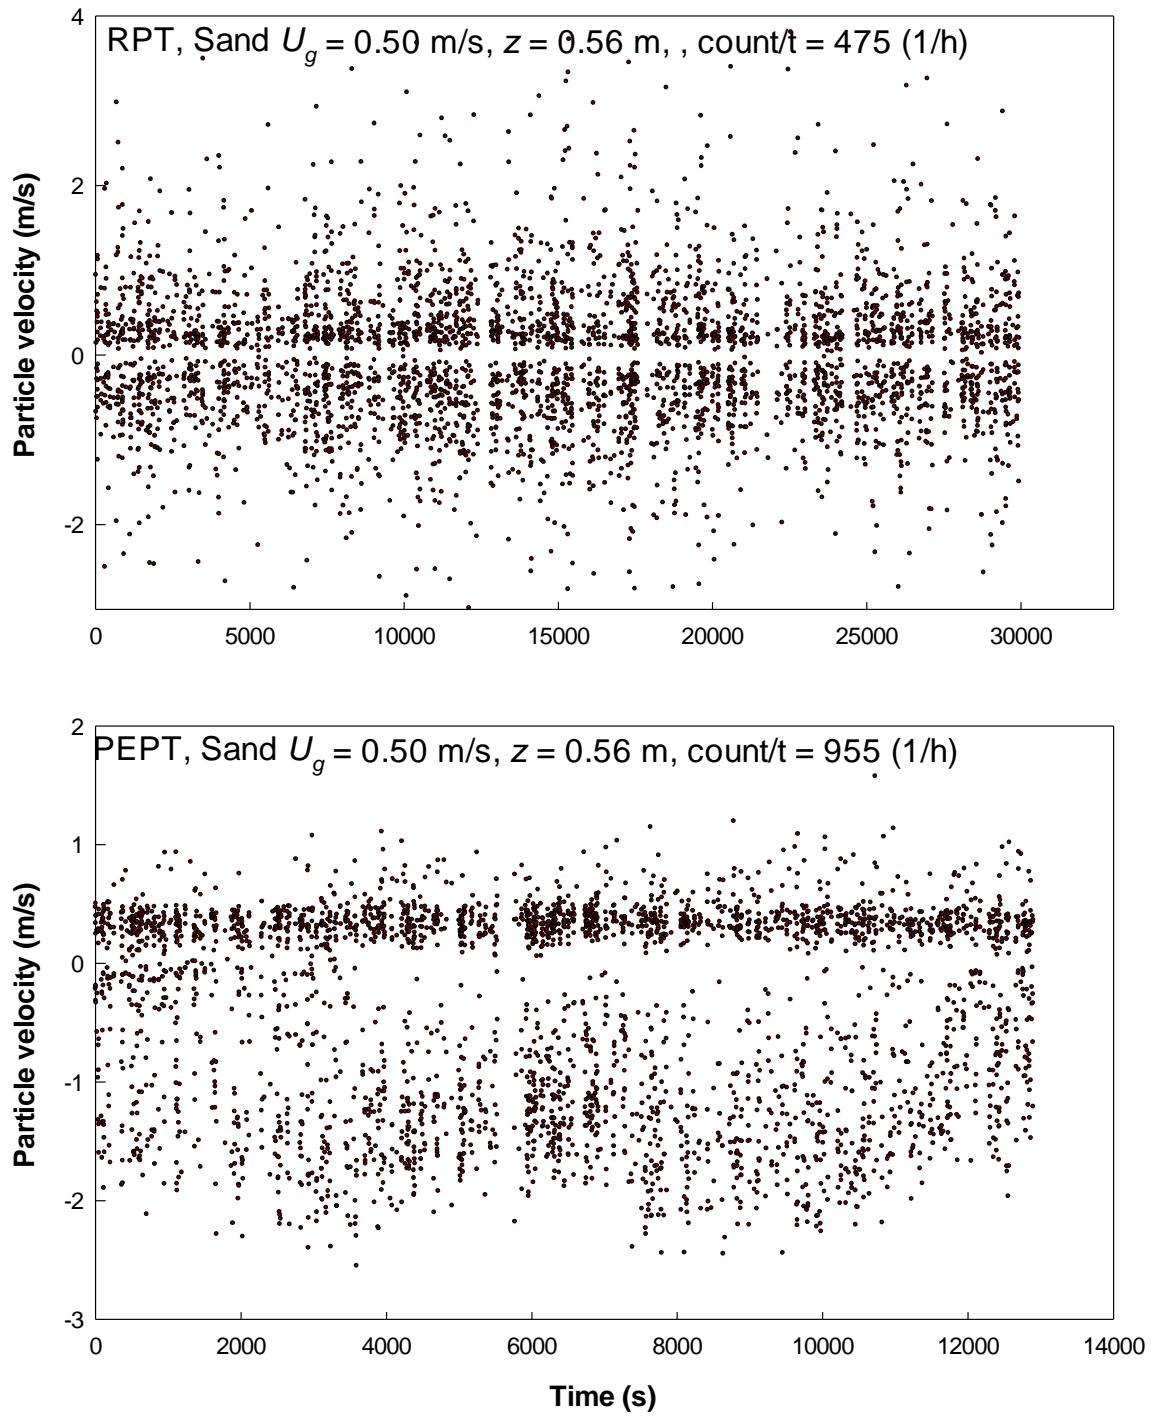 4
RPT, Sand Ug = 0.50 m/s, z = 0.56 m, , count/t = 475 (1/h)
2
0
-2
Particle velocity (m/s)
0 5000 10000 15000 20000 25000 30000
2
PEPT, Sand Ug = 0.50 m/s, z = 0.56 m, count/t = 955 (1/h)
1
0
-1
-2
-3
Particle velocity (m/s)
0 2000 4000 6000 8000 10000 12000 14000
Time (s)